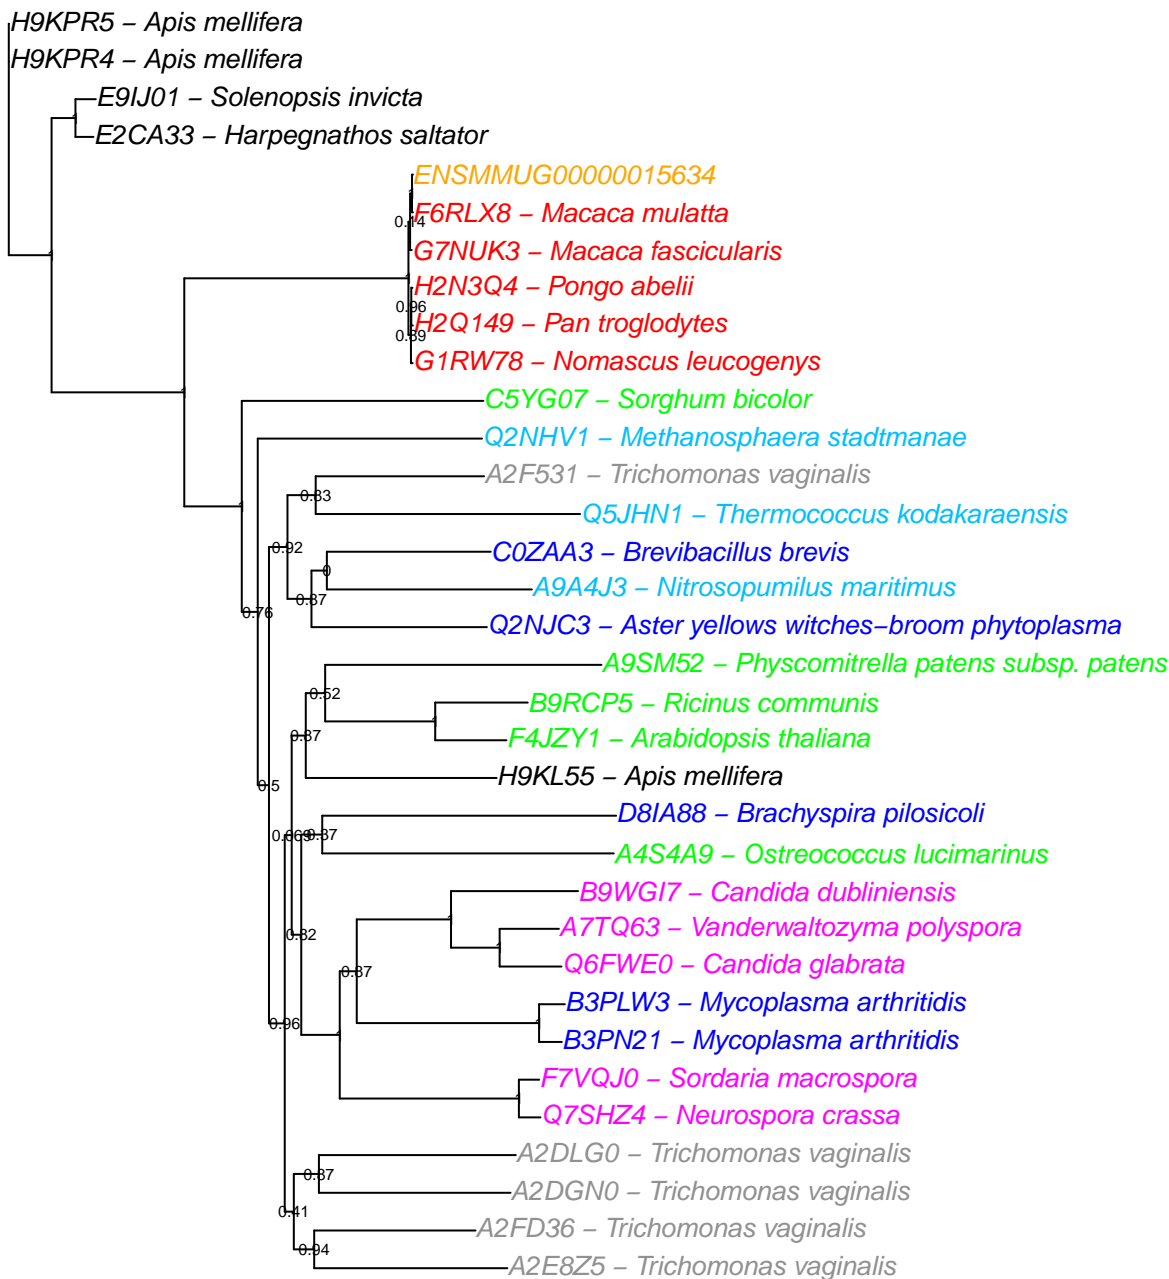 H9KPR5 – Apis mellifera
H9KPR4 – Apis mellifera
E9IJ01 – Solenopsis invicta
E2CA33 – Harpegnathos saltator
ENSMMUG00000015634
F6RLX8 – Macaca mulatta
0.14
G7NUK3 – Macaca fascicularis
H2N3Q4 – Pongo abelii
0.96
H2Q149 – Pan troglodytes
0.89
G1RW78 – Nomascus leucogenys
C5YG07 – Sorghum bicolor
Q2NHV1 – Methanosphaera stadtmanae
A2F531 – Trichomonas vaginalis
0.83
Q5JHN1 – Thermococcus kodakaraensis
0.92
C0ZAA3 – Brevibacillus brevis
0
A9A4J3 – Nitrosopumilus maritimus
0.87
0.76
Q2NJC3 – Aster yellows witches–broom phytoplasma
A9SM52 – Physcomitrella patens subsp. patens
0.52
B9RCP5 – Ricinus communis
0.87
F4JZY1 – Arabidopsis thaliana
H9KL55 – Apis mellifera
0.5
D8IA88 – Brachyspira pilosicoli
0.069
0.87
A4S4A9 – Ostreococcus lucimarinus
B9WGI7 – Candida dubliniensis
A7TQ63 – Vanderwaltozyma polyspora
0.82
Q6FWE0 – Candida glabrata
0.87
B3PLW3 – Mycoplasma arthritidis
0.96
B3PN21 – Mycoplasma arthritidis
F7VQJ0 – Sordaria macrospora
Q7SHZ4 – Neurospora crassa
A2DLG0 – Trichomonas vaginalis
0.87
A2DGN0 – Trichomonas vaginalis
0.41
A2FD36 – Trichomonas vaginalis
0.94
A2E8Z5 – Trichomonas vaginalis